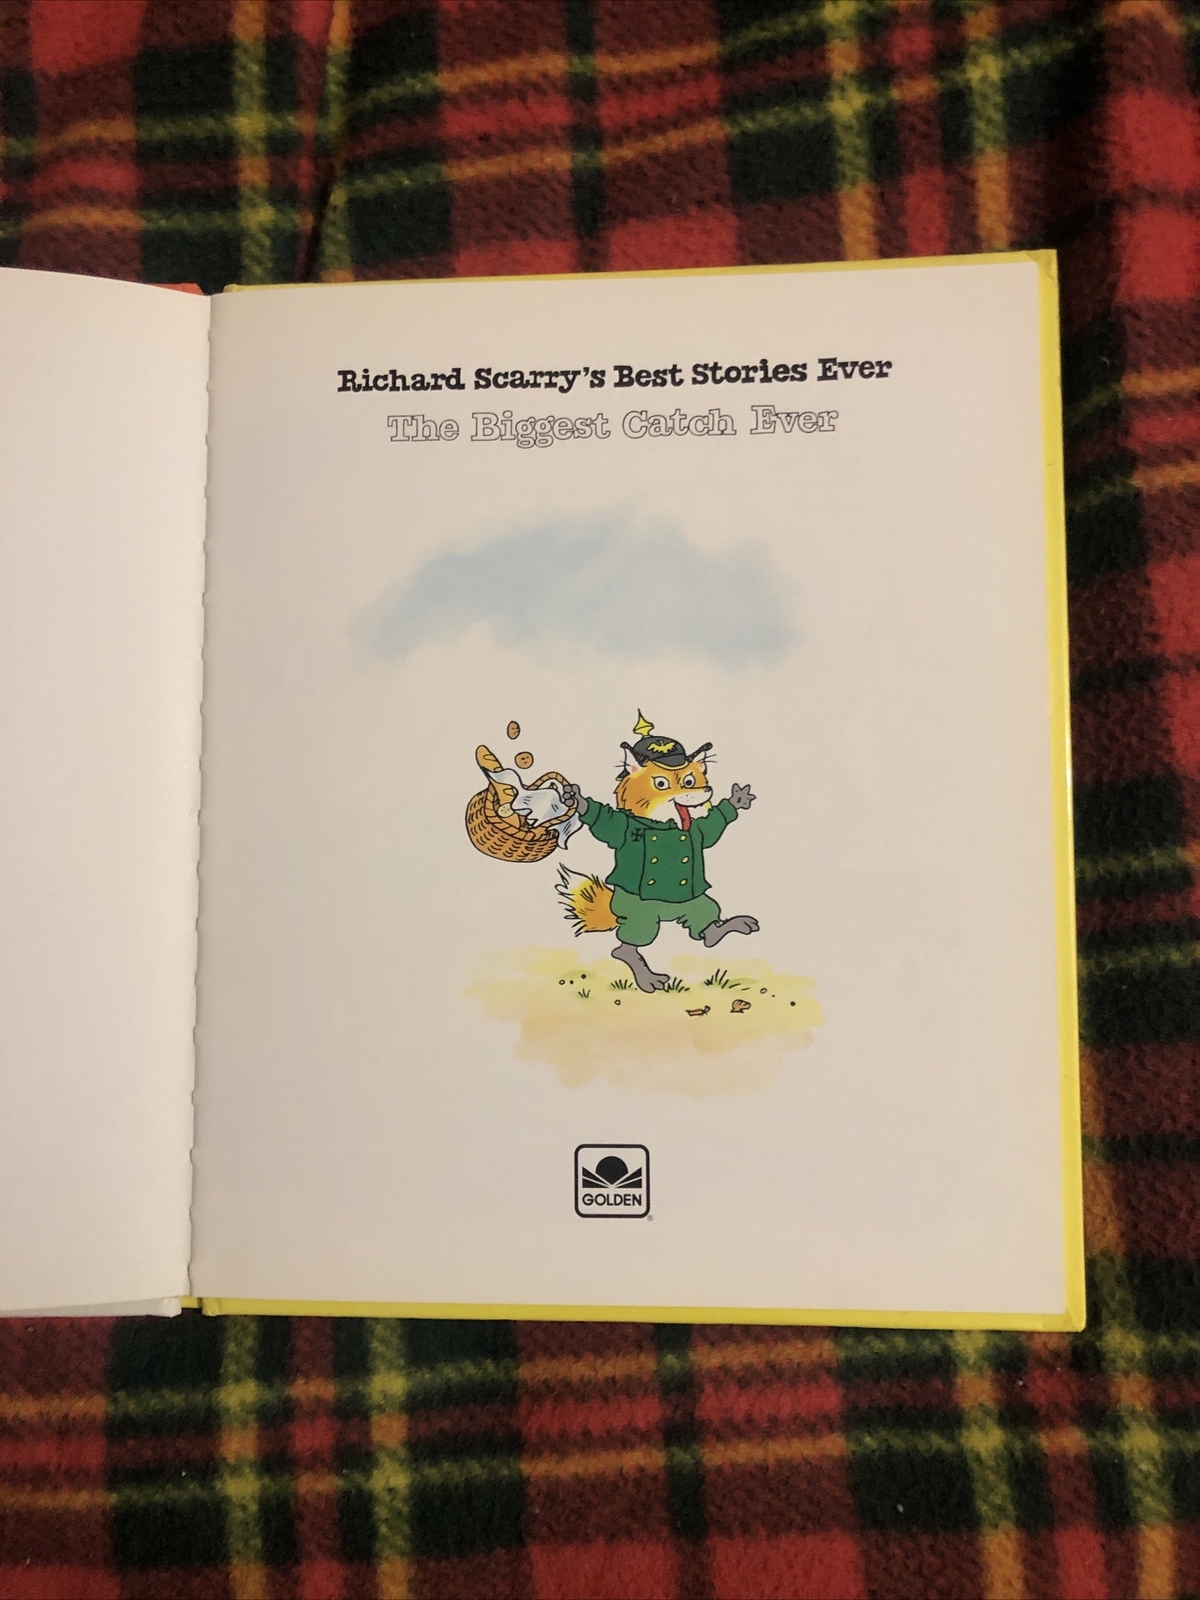 Richard Scarry's Best Stories Ever
The Biggest Catch Ever
GOLDEN
®